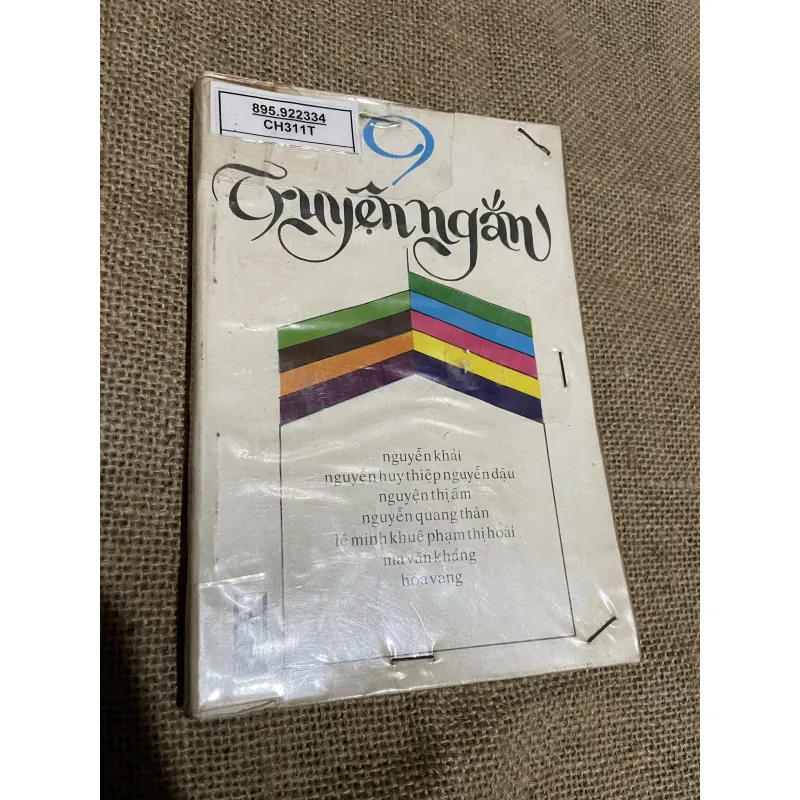 895.922334
CH311T
9
Truyện ngắn
nguyễn khải
nguyễn huy thiệp nguyễn dậu
nguyện thị ấm
nguyễn quang thân
lê minh khuê phạm thị hoài
ma văn kháng
hòa vang